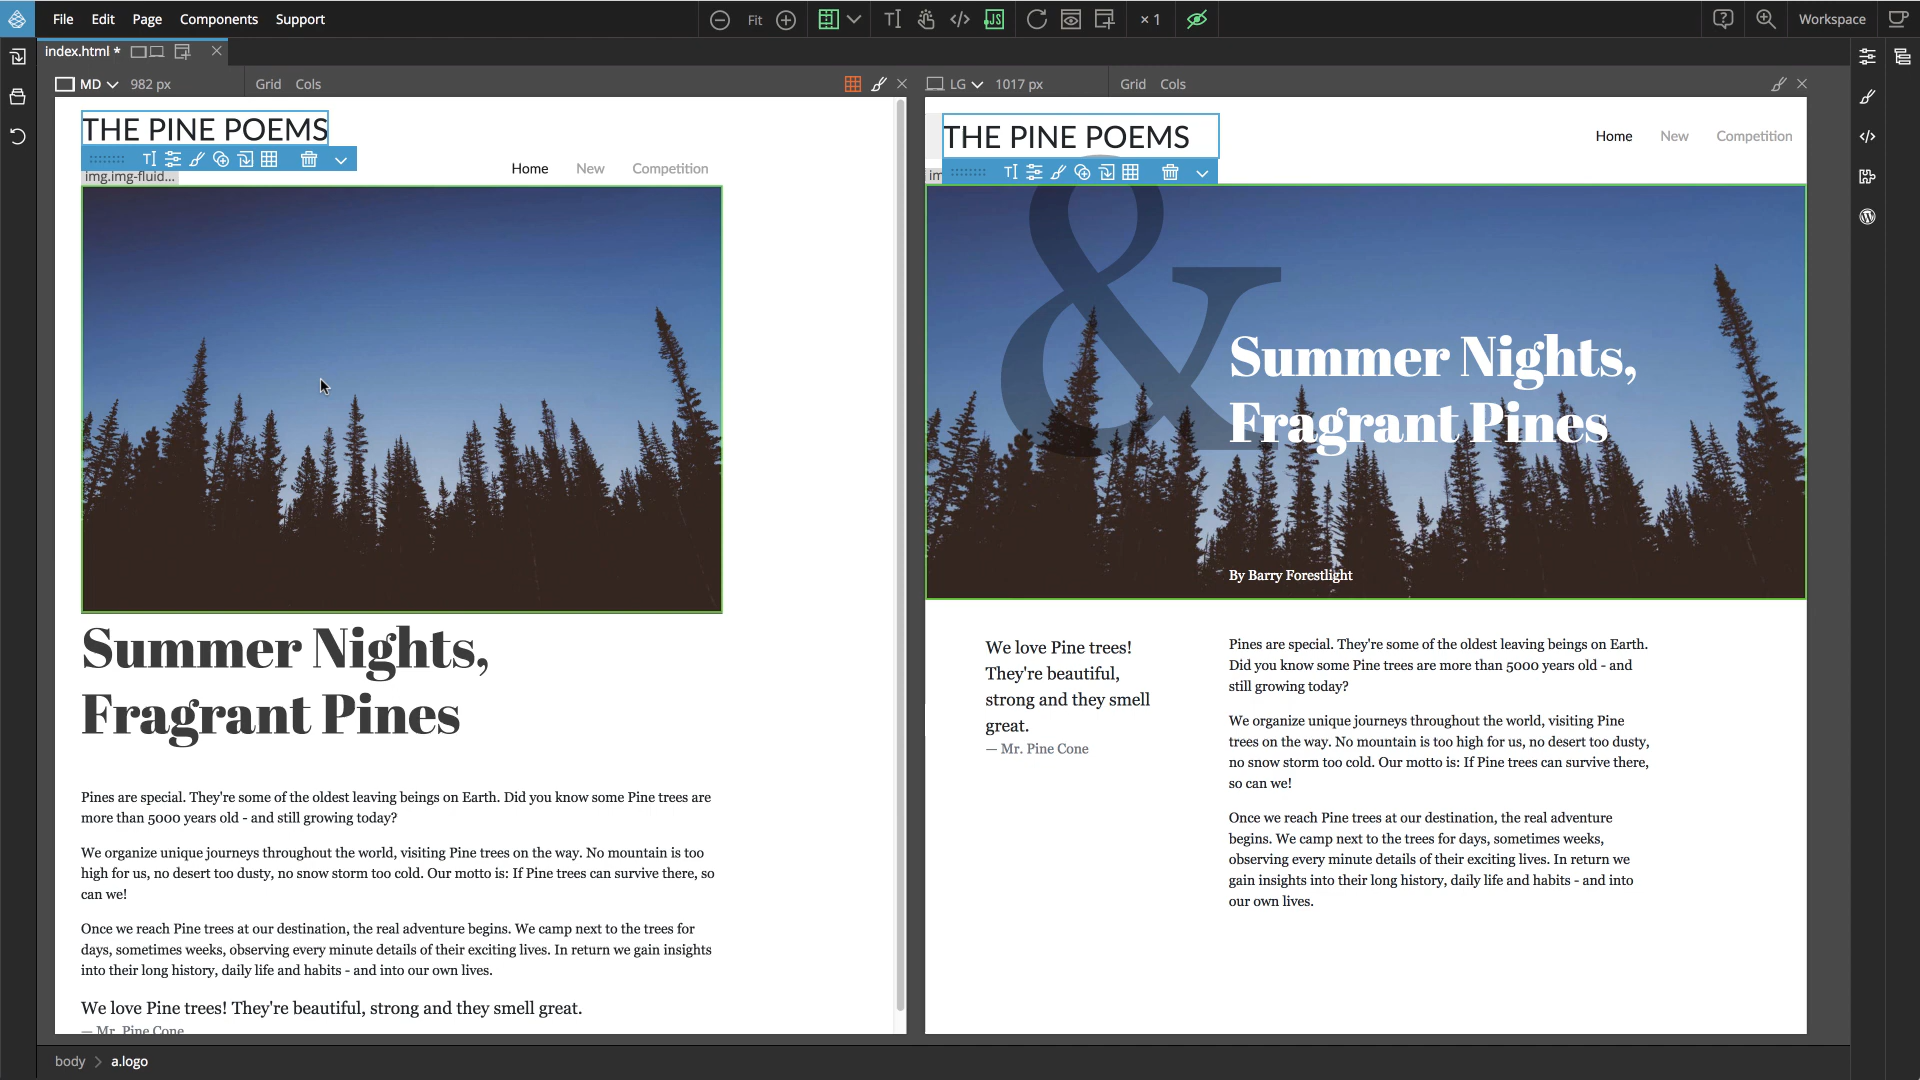 File Edit Page Components Support
Fit
× 1
Workspace
index.html *
MD 982 px Grid Cols
LG 1017 px Grid Cols
THE PINE POEMS
Home New Competition
img.img-fluid...
Summer Nights,
Fragrant Pines
Pines are special. They're some of the oldest leaving beings on Earth. Did you know some Pine trees are
more than 5000 years old - and still growing today?
We organize unique journeys throughout the world, visiting Pine trees on the way. No mountain is too
high for us, no desert too dusty, no snow storm too cold. Our motto is: If Pine trees can survive there, so
can we!
Once we reach Pine trees at our destination, the real adventure begins. We camp next to the trees for
days, sometimes weeks, observing every minute details of their exciting lives. In return we gain insights
into their long history, daily life and habits - and into our own lives.
We love Pine trees! They're beautiful, strong and they smell great.
— Mr. Pine Cone
THE PINE POEMS
Home New Competition
im
&
Summer Nights,
Fragrant Pines
By Barry Forestlight
We love Pine trees!
They're beautiful,
strong and they smell
great.
— Mr. Pine Cone
Pines are special. They're some of the oldest leaving beings on Earth.
Did you know some Pine trees are more than 5000 years old - and
still growing today?
We organize unique journeys throughout the world, visiting Pine
trees on the way. No mountain is too high for us, no desert too dusty,
no snow storm too cold. Our motto is: If Pine trees can survive there,
so can we!
Once we reach Pine trees at our destination, the real adventure
begins. We camp next to the trees for days, sometimes weeks,
observing every minute details of their exciting lives. In return we
gain insights into their long history, daily life and habits - and into
our own lives.
body > a.logo